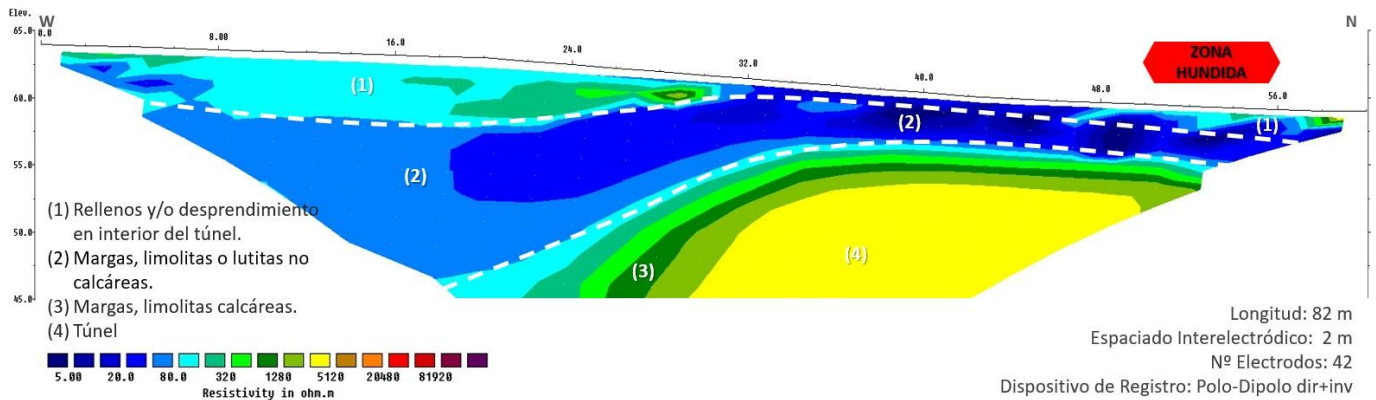 Elev.
W
N
65.0
0.0
8.00
16.0
24.0
32.0
40.0
48.0
56.0
ZONA
HUNDIDA
60.0
55.0
50.0
45.0
(1)
(2)
(2)
(1)
(3)
(4)
(1) Rellenos y/o desprendimiento
en interior del túnel.
(2) Margas, limolitas o lutitas no
calcáreas.
(3) Margas, limolitas calcáreas.
(4) Túnel
5.00 20.0 80.0 320 1280 5120 20480 81920
Resistivity in ohm.m
Longitud: 82 m
Espaciado Interelectródico: 2 m
Nº Electrodos: 42
Dispositivo de Registro: Polo-Dipolo dir+inv